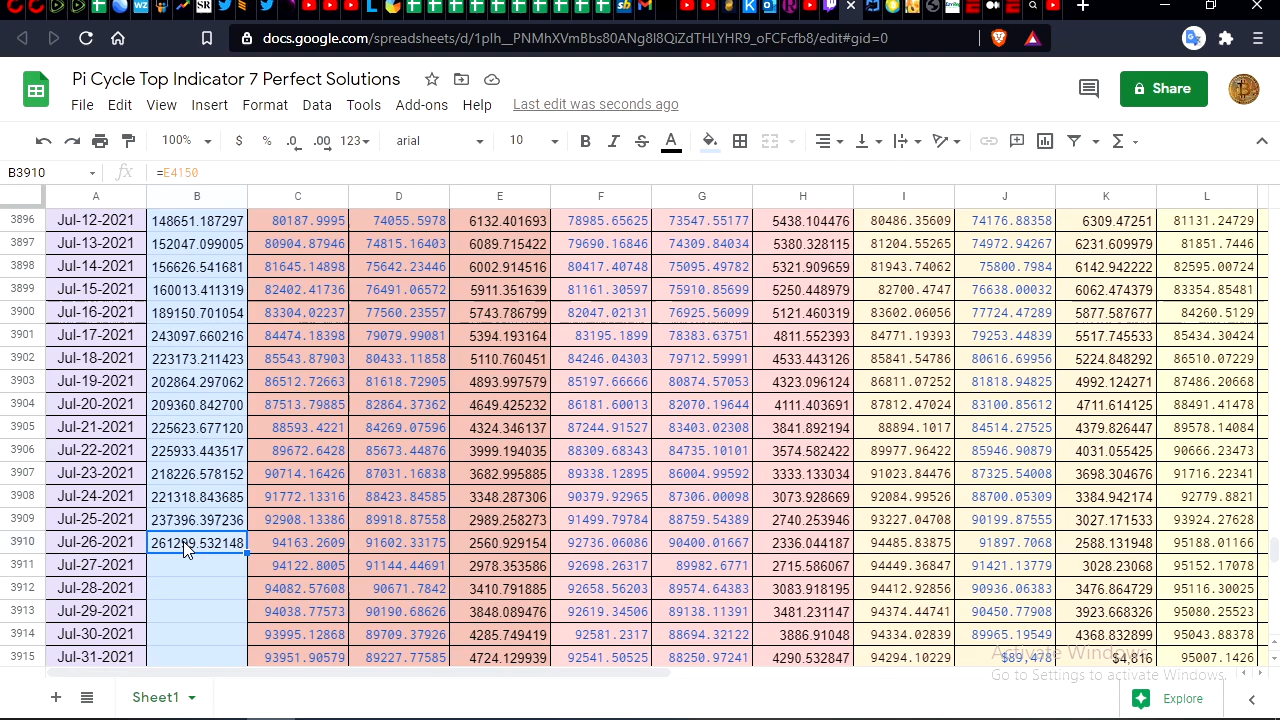 docs.google.com/spreadsheets/d/1plh__PNMhXVmBbs80ANg8l8QiZdTHLYHR9_oFCFcfb8/edit#gid=0
Pi Cycle Top Indicator 7 Perfect Solutions
File Edit View Insert Format Data Tools Add-ons Help Last edit was seconds ago
Share
100% $ % .0 .00 123 arial 10 B I S A
B3910 fx =E4150
A B C D E F G H I J K L
3896 Jul-12-2021 148651.187297 80187.9995 74055.5978 6132.401693 78985.65625 73547.55177 5438.104476 80486.35609 74176.88358 6309.47251 81131.24729
3897 Jul-13-2021 152047.099005 80904.87946 74815.16403 6089.715422 79690.16846 74309.84034 5380.328115 81204.55265 74972.94267 6231.609979 81851.7446
3898 Jul-14-2021 156626.541681 81645.14898 75642.23446 6002.914516 80417.40748 75095.49782 5321.909659 81943.74062 75800.7984 6142.942222 82595.00724
3899 Jul-15-2021 160013.411319 82402.41736 76491.06572 5911.351639 81161.30597 75910.85699 5250.448979 82700.4747 76638.00032 6062.474379 83354.85481
3900 Jul-16-2021 189150.701054 83304.02237 77560.23557 5743.786799 82047.02131 76925.56099 5121.460319 83602.06056 77724.47289 5877.587677 84260.5129
3901 Jul-17-2021 243097.660216 84474.18398 79079.99081 5394.193164 83195.1899 78383.63751 4811.552393 84771.19393 79253.44839 5517.745533 85434.30424
3902 Jul-18-2021 223173.211423 85543.87903 80433.11858 5110.760451 84246.04303 79712.59991 4533.443126 85841.54786 80616.69956 5224.848292 86510.07229
3903 Jul-19-2021 202864.297062 86512.72663 81618.72905 4893.997579 85197.66666 80874.57053 4323.096124 86811.07252 81818.94825 4992.124271 87486.20668
3904 Jul-20-2021 209360.842700 87513.79885 82864.37362 4649.425232 86181.60013 82070.19644 4111.403691 87812.47024 83100.85612 4711.614125 88491.41478
3905 Jul-21-2021 225623.677120 88593.4221 84269.07596 4324.346137 87244.91527 83403.02308 3841.892194 88894.1017 84514.27525 4379.826447 89578.14084
3906 Jul-22-2021 225933.443517 89672.6428 85673.44876 3999.194035 88309.68343 84735.10101 3574.582422 89977.96422 85946.90879 4031.055425 90666.23473
3907 Jul-23-2021 218226.578152 90714.16426 87031.16838 3682.995885 89338.12895 86004.99592 3333.133034 91023.84476 87325.54008 3698.304676 91716.22341
3908 Jul-24-2021 221318.843685 91772.13316 88423.84585 3348.287306 90379.92965 87306.00098 3073.928669 92084.99526 88700.05309 3384.942174 92779.8821
3909 Jul-25-2021 237396.397236 92908.13386 89918.87558 2989.258273 91499.79784 88759.54389 2740.253946 93227.04708 90199.87555 3027.171533 93924.27628
3910 Jul-26-2021 94163.2609 91602.33175 2560.929154 92736.06086 90400.01667 2336.044187 94485.83875 91897.7068 2588.131948 95188.01166
3911 Jul-27-2021 94122.8005 91144.44691 2978.353586 92698.26317 89982.6771 2715.586067 94449.36847 91421.13779 3028.23068 95152.17078
3912 Jul-28-2021 94082.57608 90671.7842 3410.791885 92658.56203 89574.64383 3083.918195 94412.92856 90936.06383 3476.864729 95116.30025
3913 Jul-29-2021 94038.77573 90190.68626 3848.089476 92619.34506 89138.11391 3481.231147 94374.44741 90450.77908 3923.668326 95080.25523
3914 Jul-30-2021 93995.12868 89709.37926 4285.749419 92581.2317 88694.32122 3886.91048 94334.02839 89965.19549 4368.832899 95043.88378
3915 Jul-31-2021 93951.90579 89227.77585 4724.129939 92541.50525 88250.97241 4290.532847 94294.10229 $89,478 $4,816 95007.1426
Activate Windows
Go to Settings to activate Windows.
Sheet1 Explore